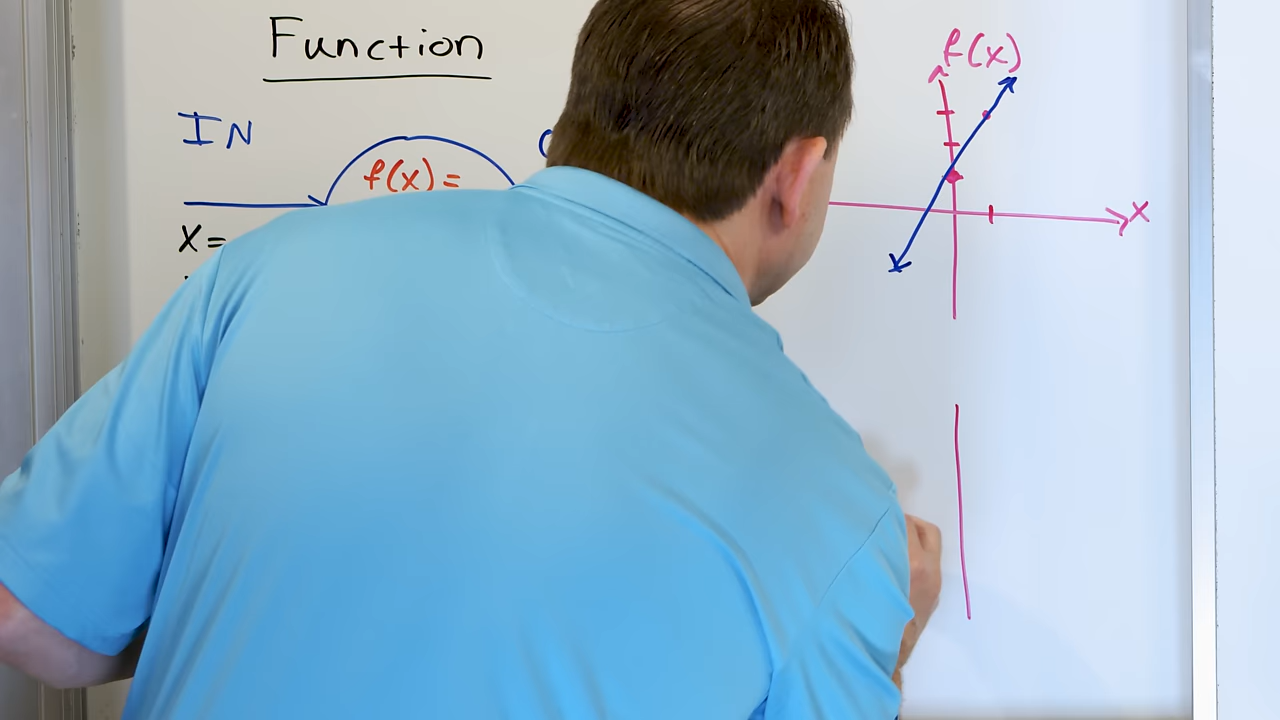 Function
f(x)
IN
f(x) =
x
x =